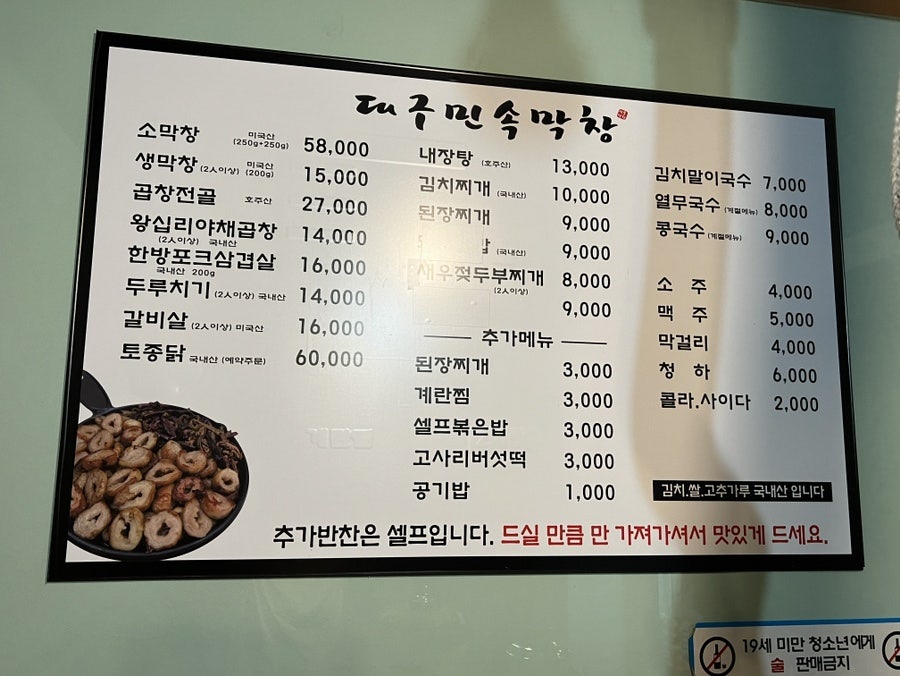 대구민속막창
소막창 미국산 (250g+250g) 58,000
생막창 (2人이상) 미국산 (200g) 15,000
곱창전골 호주산 27,000
왕십리야채곱창 (2人이상) 국내산 14,000
한방포크삼겹살 국내산 200g 16,000
두루치기 (2人이상) 국내산 14,000
갈비살 (2人이상) 미국산 16,000
토종닭 국내산 (예약주문) 60,000
내장탕 (호주산) 13,000
김치찌개 (국내산) 10,000
된장찌개 9,000
밥 (국내산) 9,000
새우젓두부찌개 (2人이상) 8,000
9,000
추가메뉴
된장찌개 3,000
계란찜 3,000
셀프볶은밥 3,000
고사리버섯떡 3,000
공기밥 1,000
김치말이국수 7,000
열무국수 (계절메뉴) 8,000
콩국수 (계절메뉴) 9,000
소 주 4,000
맥 주 5,000
막걸리 4,000
청 하 6,000
콜라.사이다 2,000
김치.쌀.고추가루 국내산 입니다
추가반찬은 셀프입니다. 드실 만큼 만 가져가셔서 맛있게 드세요.
19세 미만 청소년에게
술 판매금지